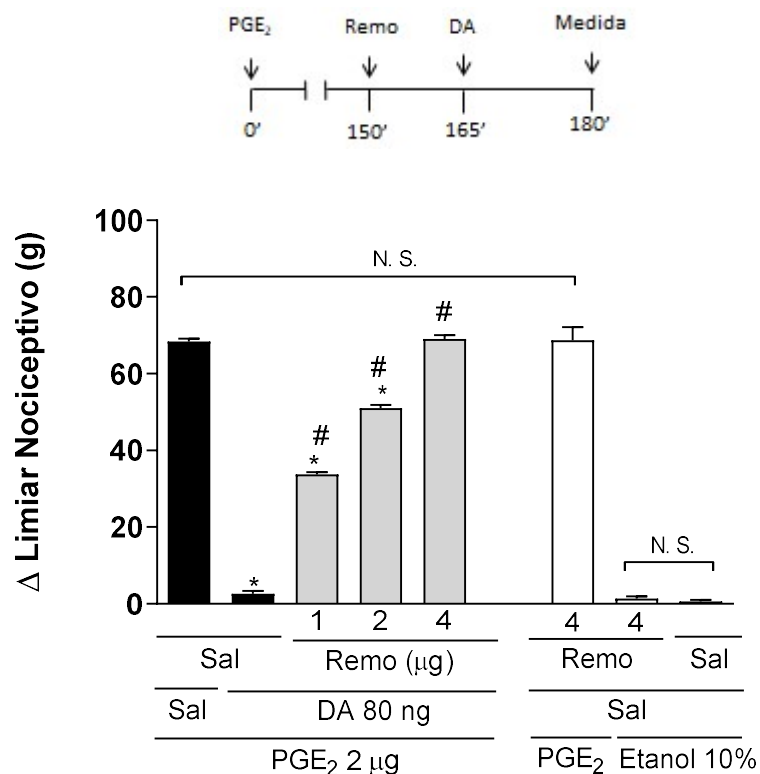 PGE₂ Remo DA Medida
0’ 150’ 165’ 180’
Δ Limiar Nociceptivo (g)
100
80
60
40
20
0
N. S.
#
#
*
#
*
*
N. S.
1 2 4 4 4
Sal Remo (μg) Remo Sal
Sal DA 80 ng Sal
PGE₂ 2 μg PGE₂ Etanol 10%